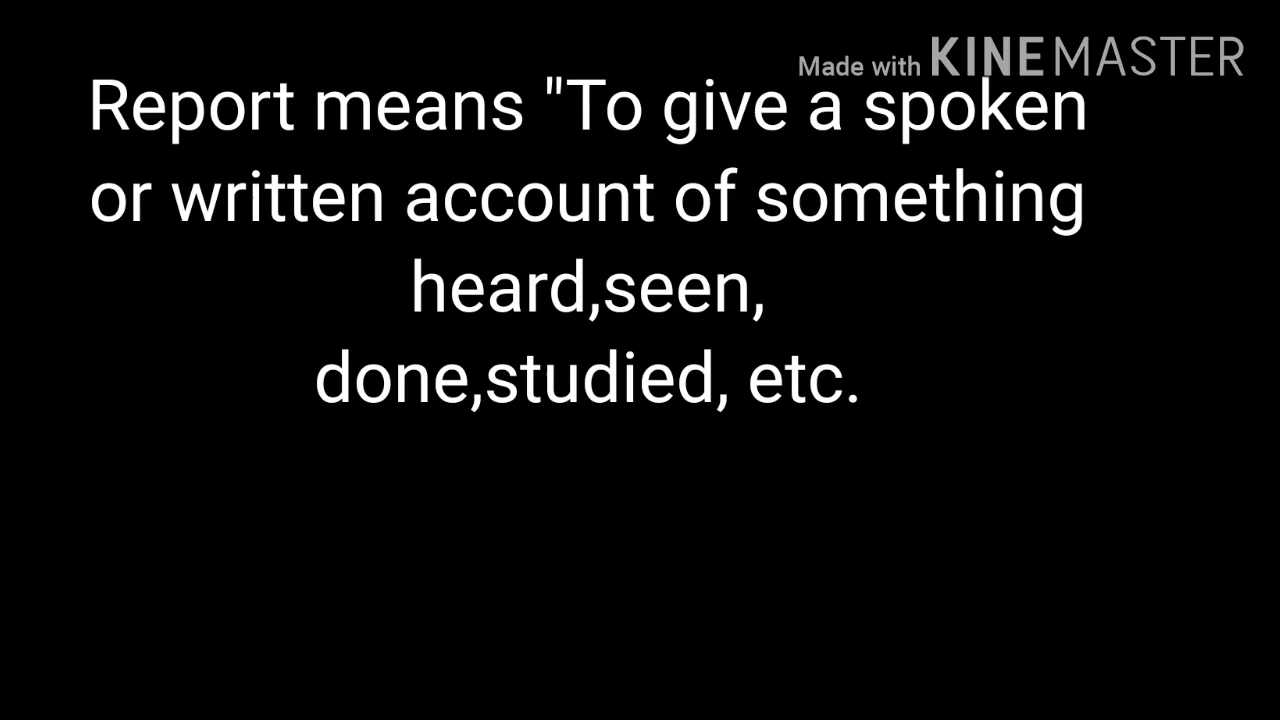 Made with KINEMASTER
Report means "To give a spoken
or written account of something
heard,seen,
done,studied, etc.